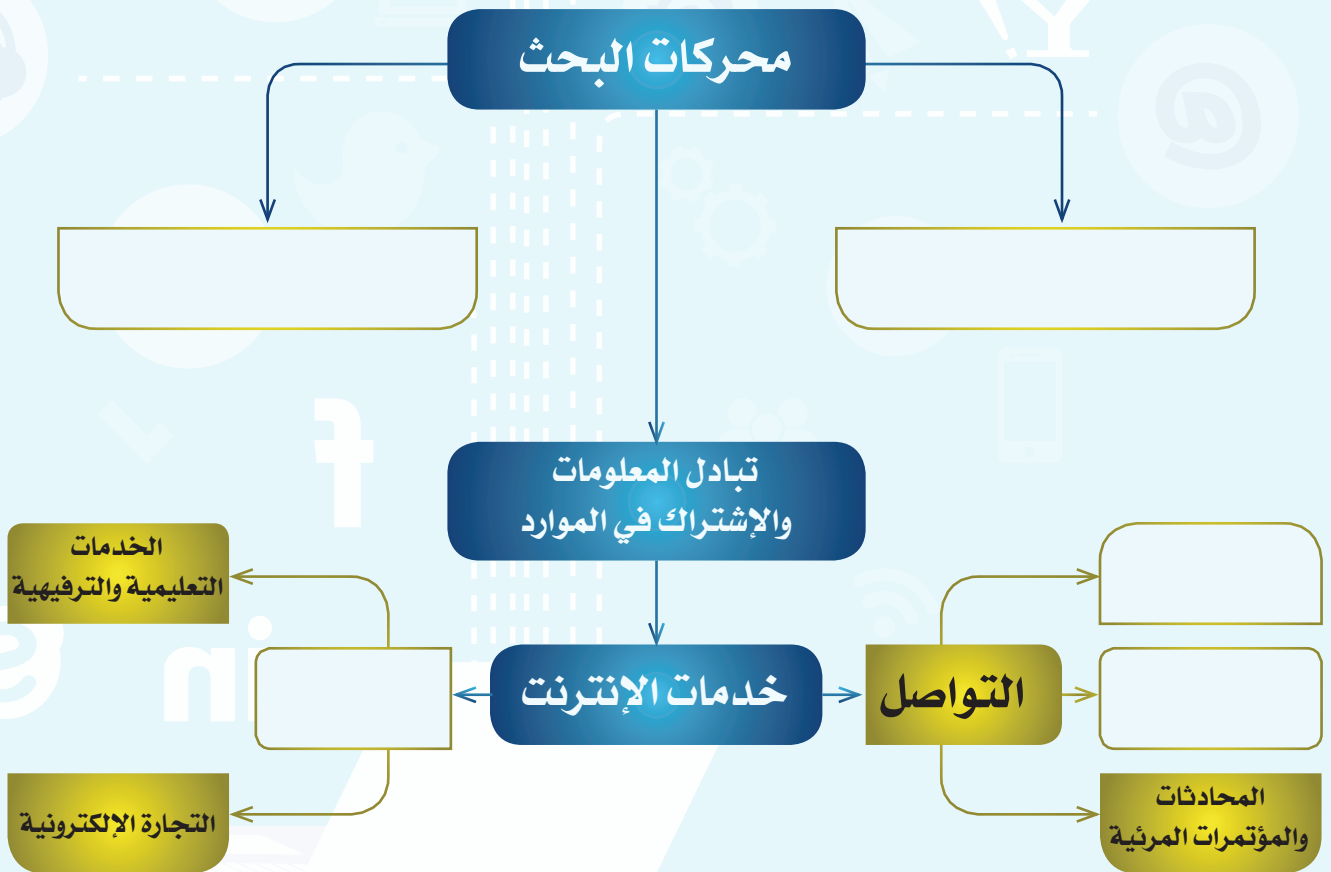 محركات البحث
تبادل المعلومات
والإشتراك في الموارد
الخدمات
التعليمية والترفيهية
خدمات الإنترنت
التواصل
المحادثات
والمؤتمرات المرئية
التجارة الإلكترونية